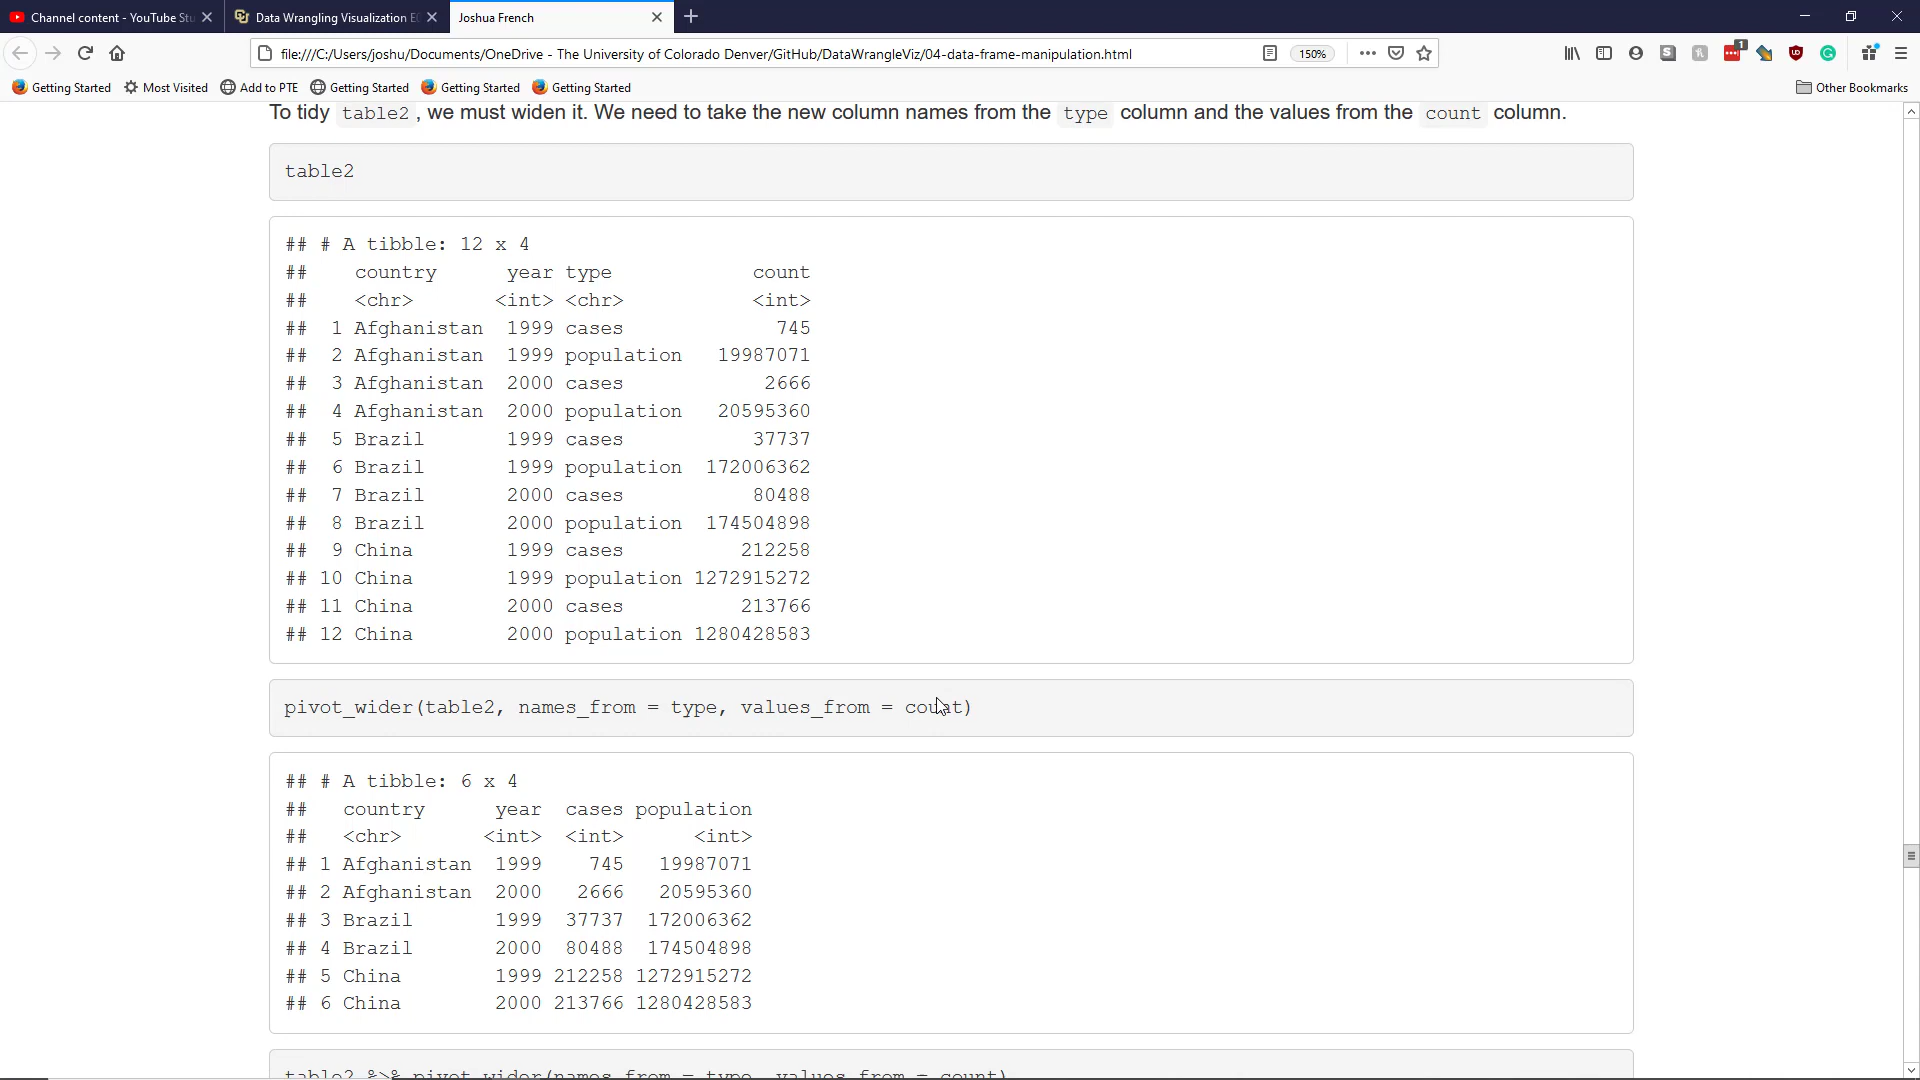 Channel content - YouTube Stu
Data Wrangling Visualization EC
Joshua French
file:///C:/Users/joshu/Documents/OneDrive - The University of Colorado Denver/GitHub/DataWrangleViz/04-data-frame-manipulation.html
150%
1
Getting Started
Most Visited
Add to PTE
Getting Started
Getting Started
Getting Started
Other Bookmarks
To tidy table2, we must widen it. We need to take the new column names from the type column and the values from the count column.
table2
## # A tibble: 12 x 4
##    country      year type            count
##    <chr>       <int> <chr>           <int>
##  1 Afghanistan  1999 cases             745
##  2 Afghanistan  1999 population   19987071
##  3 Afghanistan  2000 cases            2666
##  4 Afghanistan  2000 population   20595360
##  5 Brazil       1999 cases           37737
##  6 Brazil       1999 population  172006362
##  7 Brazil       2000 cases           80488
##  8 Brazil       2000 population  174504898
##  9 China        1999 cases          212258
## 10 China        1999 population 1272915272
## 11 China        2000 cases          213766
## 12 China        2000 population 1280428583
pivot_wider(table2, names_from = type, values_from = count)
## # A tibble: 6 x 4
##   country      year  cases population
##   <chr>       <int>  <int>      <int>
## 1 Afghanistan  1999    745   19987071
## 2 Afghanistan  2000   2666   20595360
## 3 Brazil       1999  37737  172006362
## 4 Brazil       2000  80488  174504898
## 5 China        1999 212258 1272915272
## 6 China        2000 213766 1280428583
table2 %>% pivot_wider(names_from = type, values_from = count)